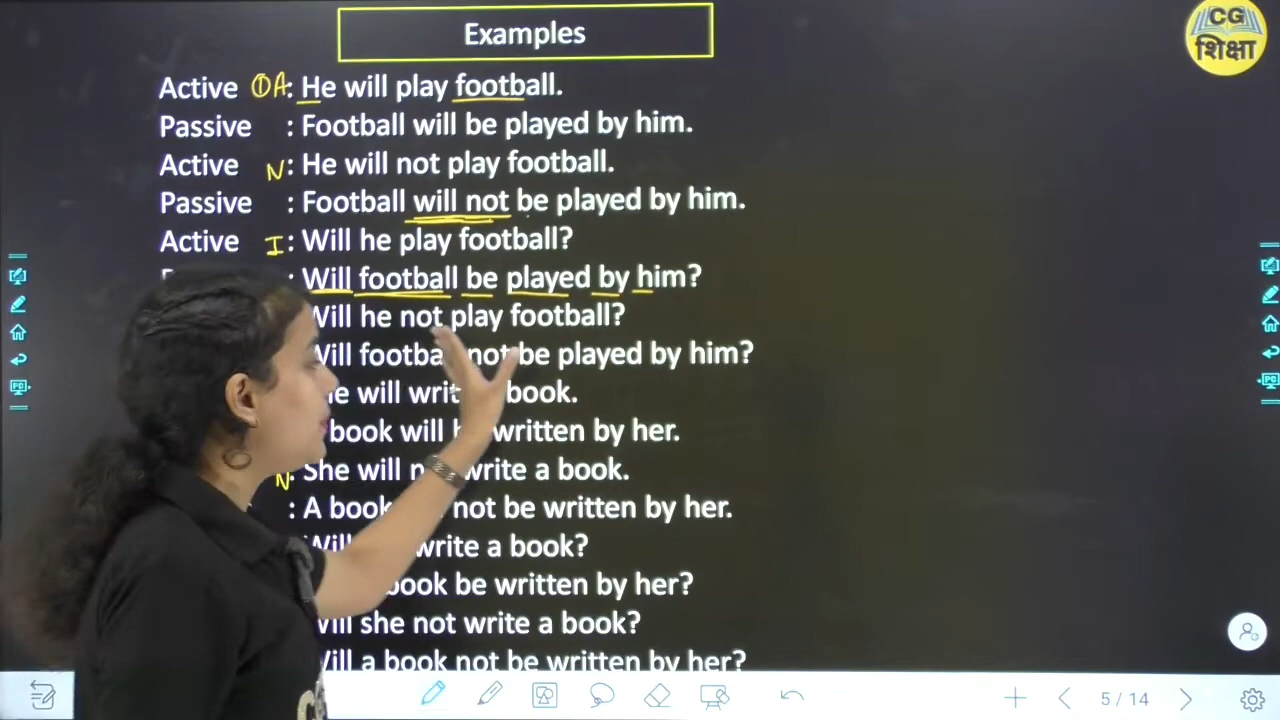 Examples
CG
शिक्षा
Active ① A : He will play football.
Passive : Football will be played by him.
Active N : He will not play football.
Passive : Football will not be played by him.
Active I : Will he play football?
: Will football be played by him?
Will he not play football?
Will football not be played by him?
will book.
book will written by her.
N : She will write a book.
: A book not be written by her.
Will write a book?
book be written by her?
Will she not write a book?
Will a book not be written by her?
5 / 14